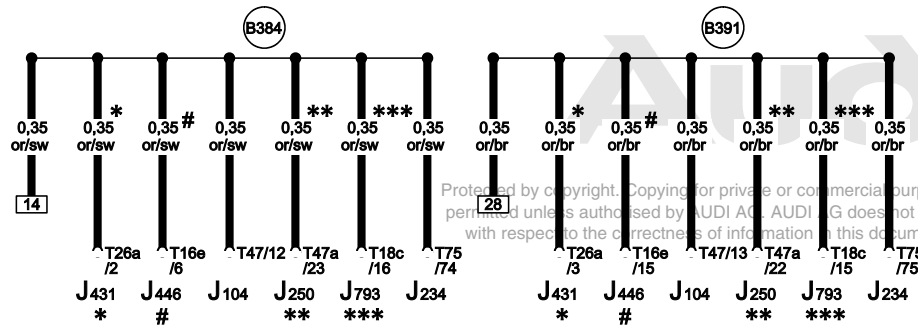 B384 B391
* # ** *** * # ** ***
0,35 0,35 0,35 0,35 0,35 0,35 0,35 0,35 0,35 0,35 0,35 0,35 0,35 0,35
or/sw or/sw or/sw or/sw or/sw or/sw or/sw or/br or/br or/br or/br or/br or/br or/br
Audi
14 28
Protected by copyright. Copying for private or commercial purp
permitted unless authorised by AUDI AG. AUDI AG does not
with respect to the correctness of information in this docum
T26a T16e T47/12 T47a T18c T75 T26a T16e T47/13 T47a T18c T75
/2 /6 /23 /16 /74 /3 /15 /22 /15 /75
J431 J446 J104 J250 J793 J234 J431 J446 J104 J250 J793 J234
* # ** *** * # ** ***